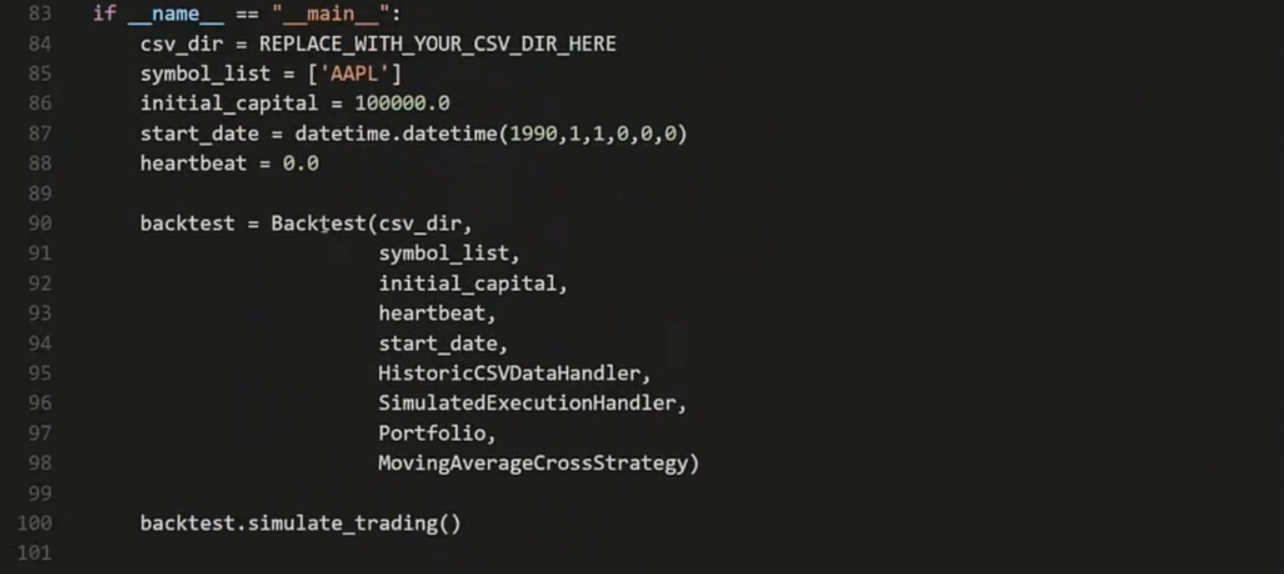 83 if __name__ == "__main__":
84 csv_dir = REPLACE_WITH_YOUR_CSV_DIR_HERE
85 symbol_list = ['AAPL']
86 initial_capital = 100000.0
87 start_date = datetime.datetime(1990,1,1,0,0,0)
88 heartbeat = 0.0
89
90 backtest = Backtest(csv_dir,
91 symbol_list,
92 initial_capital,
93 heartbeat,
94 start_date,
95 HistoricCSVDataHandler,
96 SimulatedExecutionHandler,
97 Portfolio,
98 MovingAverageCrossStrategy)
99
100 backtest.simulate_trading()
101